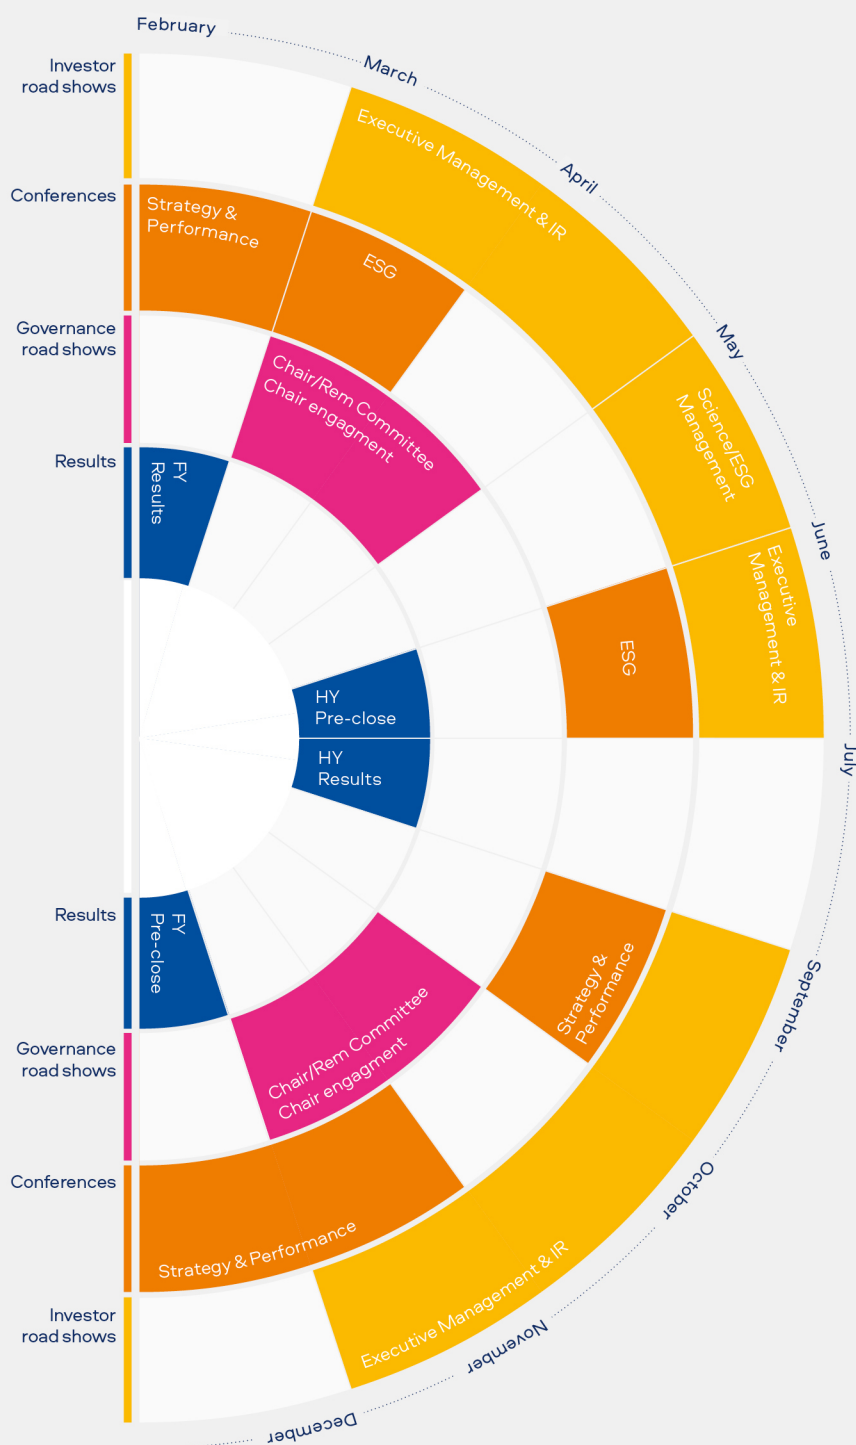 February
March
April
May
June
July
September
October
November
December
Investor
road shows
Executive Management & IR
Science/ESG
Management
Executive
Management & IR
Conferences
Strategy &
Performance
ESG
ESG
Governance
road shows
Chair/Rem Committee
Chair engagment
Results
FY
Results
HY
Pre-close
HY
Results
Results
FY
Pre-close
Governance
road shows
Chair/Rem Committee
Chair engagment
Conferences
Strategy & Performance
Strategy &
Performance
Investor
road shows
Executive Management & IR